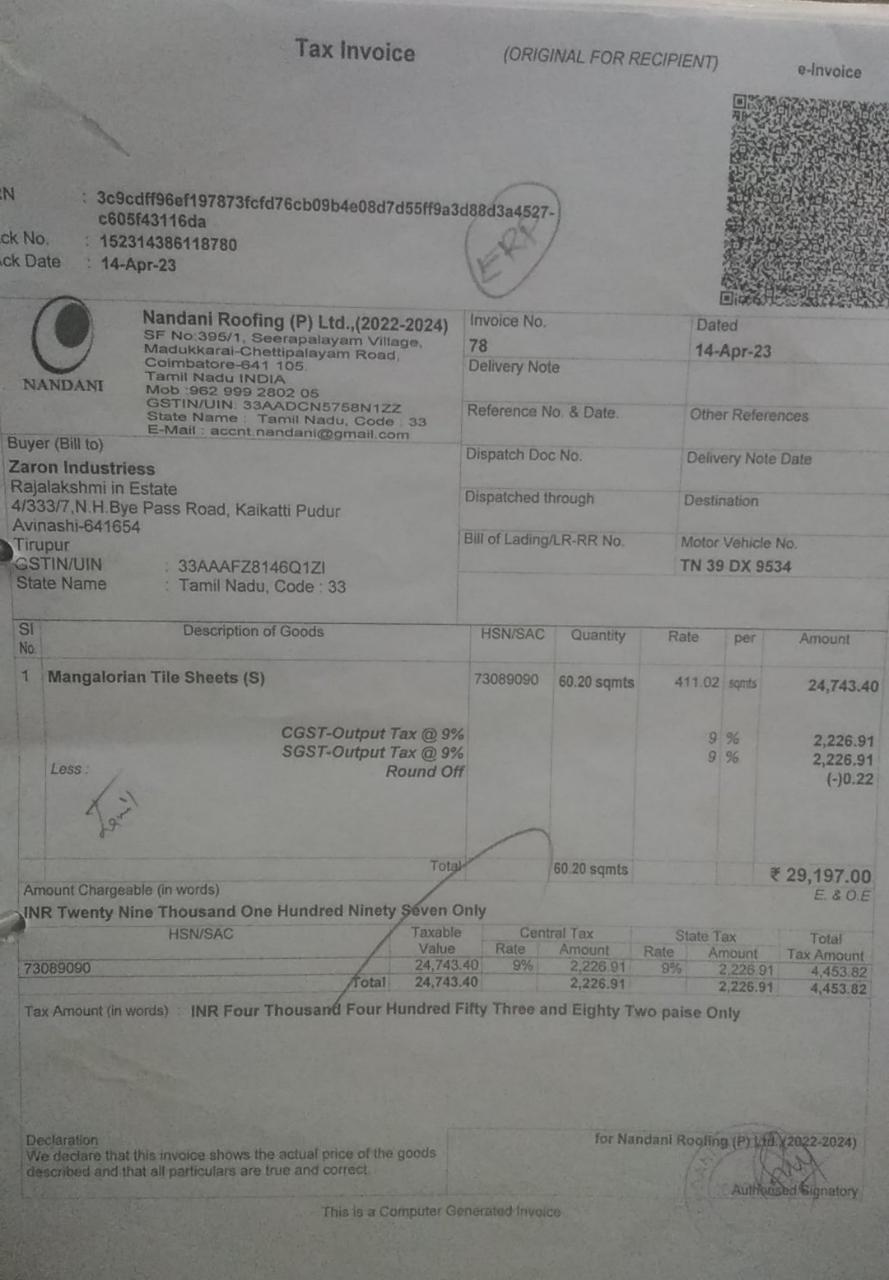 Tax Invoice (ORIGINAL FOR RECIPIENT) e-Invoice
N : 3c9cdff96ef197873fcfd76cb09b4e08d7d55ff9a3d88d3a4527-
c605f43116da
ck No. : 152314386118780
Ack Date : 14-Apr-23
ERP
NANDANI
Nandani Roofing (P) Ltd.,(2022-2024)
SF No:395/1, Seerapalayam Village,
Madukkarai-Chettipalayam Road,
Coimbatore-641 105.
Tamil Nadu INDIA
Mob :962 999 2802 05
GSTIN/UIN: 33AADCN5758N1ZZ
State Name : Tamil Nadu, Code : 33
E-Mail : accnt.nandani@gmail.com
Invoice No. Dated
78 14-Apr-23
Delivery Note
Reference No. & Date. Other References
Buyer (Bill to)
Zaron Industriess
Rajalakshmi in Estate
4/333/7,N.H.Bye Pass Road, Kaikatti Pudur
Avinashi-641654
Tirupur
GSTIN/UIN : 33AAAFZ8146Q1ZI
State Name : Tamil Nadu, Code : 33
Dispatch Doc No. Delivery Note Date
Dispatched through Destination
Bill of Lading/LR-RR No. Motor Vehicle No.
TN 39 DX 9534
SI No. Description of Goods HSN/SAC Quantity Rate per Amount
1 Mangalorian Tile Sheets (S) 73089090 60.20 sqmts 411.02 sqmts 24,743.40
CGST-Output Tax @ 9% 9 % 2,226.91
SGST-Output Tax @ 9% 9 % 2,226.91
Less : Round Off (-)0.22
Total 60.20 sqmts ₹ 29,197.00
Amount Chargeable (in words) E. & O.E
INR Twenty Nine Thousand One Hundred Ninety Seven Only
HSN/SAC Taxable Value Central Tax State Tax Total Tax Amount
Rate Amount Rate Amount
73089090 24,743.40 9% 2,226.91 9% 2,226.91 4,453.82
Total 24,743.40 2,226.91 2,226.91 4,453.82
Tax Amount (in words) : INR Four Thousand Four Hundred Fifty Three and Eighty Two paise Only
Declaration
We declare that this invoice shows the actual price of the goods
described and that all particulars are true and correct.
for Nandani Roofing (P) Ltd.,(2022-2024)
Authorised Signatory
This is a Computer Generated Invoice